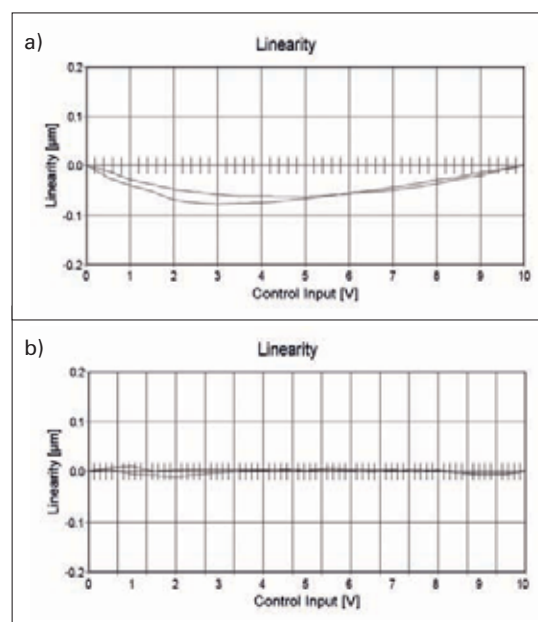 a)
Linearity
0.2
0.1
0.0
-0.1
-0.2
Linearity [µm]
0 1 2 3 4 5 6 7 8 9 10
Control Input [V]
b)
Linearity
0.2
0.1
0.0
-0.1
-0.2
Linearity [µm]
0 1 2 3 4 5 6 7 8 9 10
Control Input [V]